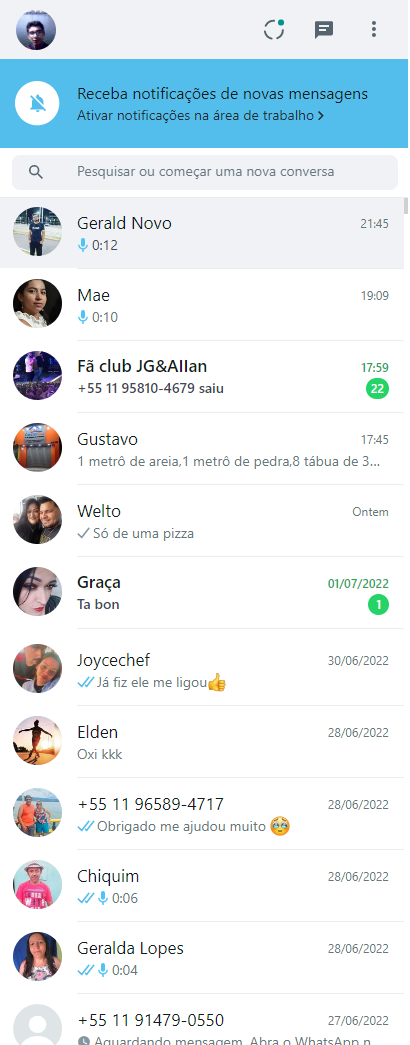 Receba notificações de novas mensagens
Ativar notificações na área de trabalho
Pesquisar ou começar uma nova conversa
Gerald Novo 21:45
0:12
Mae 19:09
0:10
Fã club JG&Allan 17:59
+55 11 95810-4679 saiu 22
Gustavo 17:45
1 metrô de areia,1 metrô de pedra,8 tábua de 3...
Welto Ontem
Só de uma pizza
Graça 01/07/2022
Ta bon 1
Joycechef 30/06/2022
Já fiz ele me ligou👍
Elden 28/06/2022
Oxi kkk
+55 11 96589-4717 28/06/2022
Obrigado me ajudou muito 🥹
Chiquim 28/06/2022
0:06
Geralda Lopes 28/06/2022
0:04
+55 11 91479-0550 27/06/2022
Aguardando mensagem. Abra o WhatsApp n